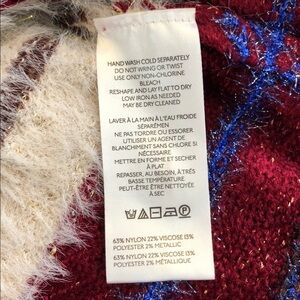 HAND WASH COLD SEPARATELY
DO NOT WRING OR TWIST
USE ONLY NON-CHLORINE
BLEACH
RESHAPE AND LAY FLAT TO DRY
LOW IRON AS NEEDED
MAY BE DRY CLEANED
LAVER À LA MAIN À L'EAU FROIDE
SÉPARÉMEN
NE PAS TORDRE OU ESSORER
UTILISER UN AGENT DE
BLANCHIMENT SANS CHLORE SI
NÉCESSAIRE
METTRE EN FORME ET SÉCHER
À PLAT
REPASSER, AU BESOIN, À TRÈS
BASSE TEMPÉRATURE
PEUT-ÊTRE ÊTRE NETTOYÉE
À SEC
63% NYLON 22% VISCOSE 13%
POLYESTER 2% METALLIC
63% NYLON 22% VISCOSE 13%
POLYESTER 2% MÉTALLIQUE